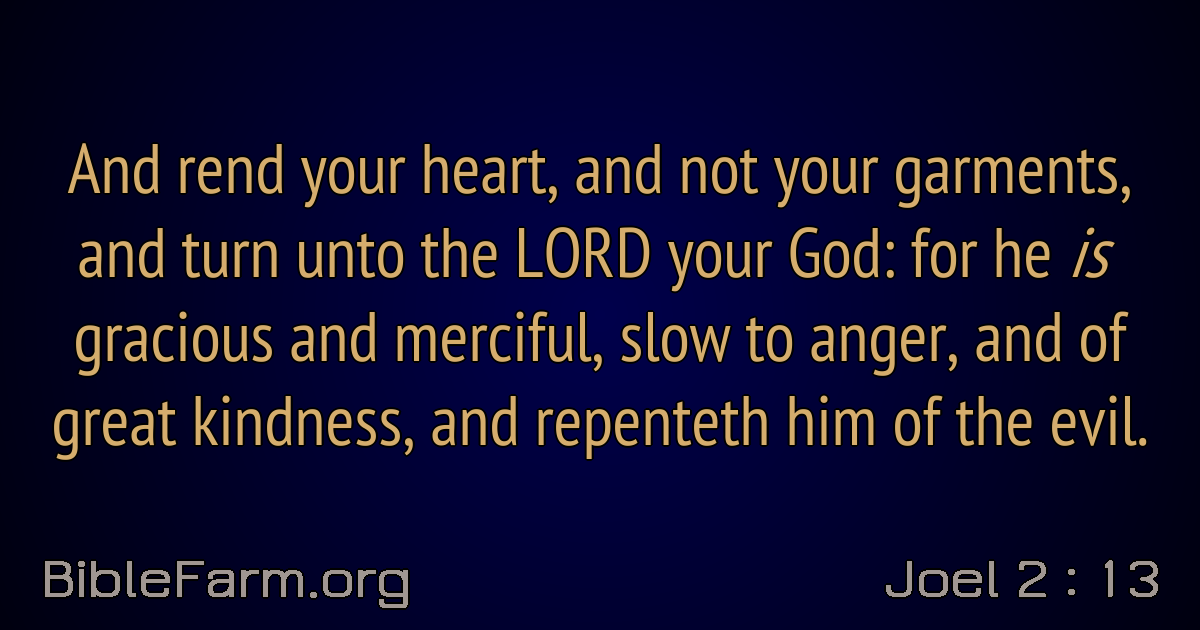 And rend your heart, and not your garments,
and turn unto the LORD your God: for he is
gracious and merciful, slow to anger, and of
great kindness, and repenteth him of the evil.
BibleFarm.org
Joel 2 : 13